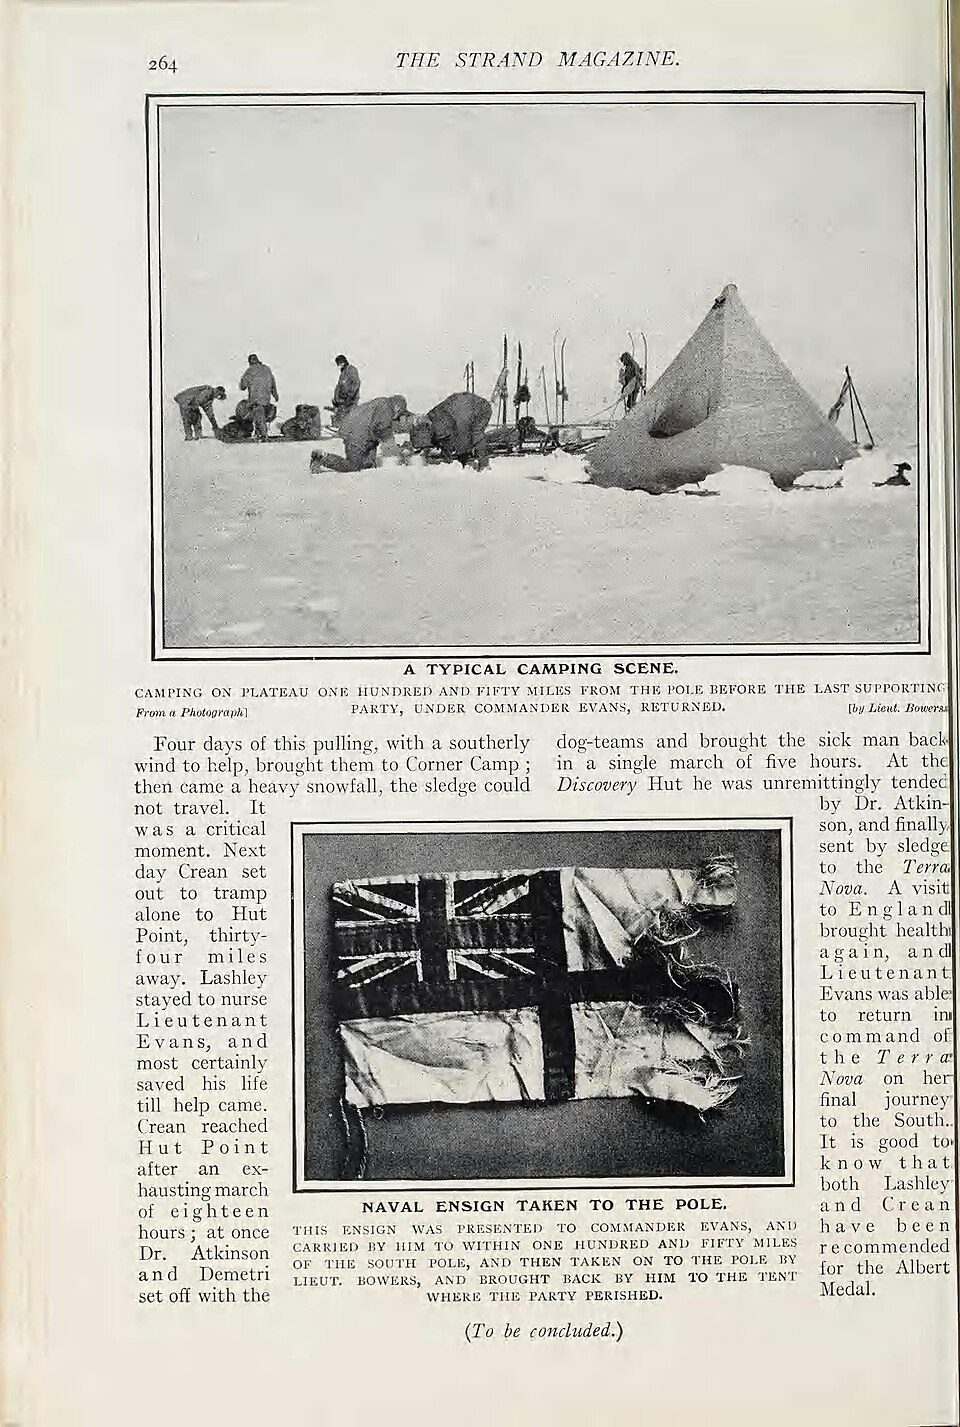 264
THE STRAND MAGAZINE.
A TYPICAL CAMPING SCENE.
CAMPING ON PLATEAU ONE HUNDRED AND FIFTY MILES FROM THE POLE BEFORE THE LAST SUPPORTING
From a Photograph] PARTY, UNDER COMMANDER EVANS, RETURNED. [by Lieut. Bowers.
Four days of this pulling, with a southerly
wind to help, brought them to Corner Camp ;
then came a heavy snowfall, the sledge could
not travel. It
was a critical
moment. Next
day Crean set
out to tramp
alone to Hut
Point, thirty-
four miles
away. Lashley
stayed to nurse
Lieutenant
Evans, and
most certainly
saved his life
till help came.
Crean reached
Hut Point
after an ex-
hausting march
of eighteen
hours ; at once
Dr. Atkinson
and Demetri
set off with the
NAVAL ENSIGN TAKEN TO THE POLE.
THIS ENSIGN WAS PRESENTED TO COMMANDER EVANS, AND
CARRIED BY HIM TO WITHIN ONE HUNDRED AND FIFTY MILES
OF THE SOUTH POLE, AND THEN TAKEN ON TO THE POLE BY
LIEUT. BOWERS, AND BROUGHT BACK BY HIM TO THE TENT
WHERE THE PARTY PERISHED.
dog-teams and brought the sick man back
in a single march of five hours. At the
Discovery Hut he was unremittingly tended
by Dr. Atkin-
son, and finally
sent by sledge
to the Terra
Nova. A visit
to England
brought health
again, and
Lieutenant
Evans was able
to return in
command of
the Terra
Nova on her
final journey
to the South.
It is good to
know that
both Lashley
and Crean
have been
recommended
for the Albert
Medal.
(To be concluded.)